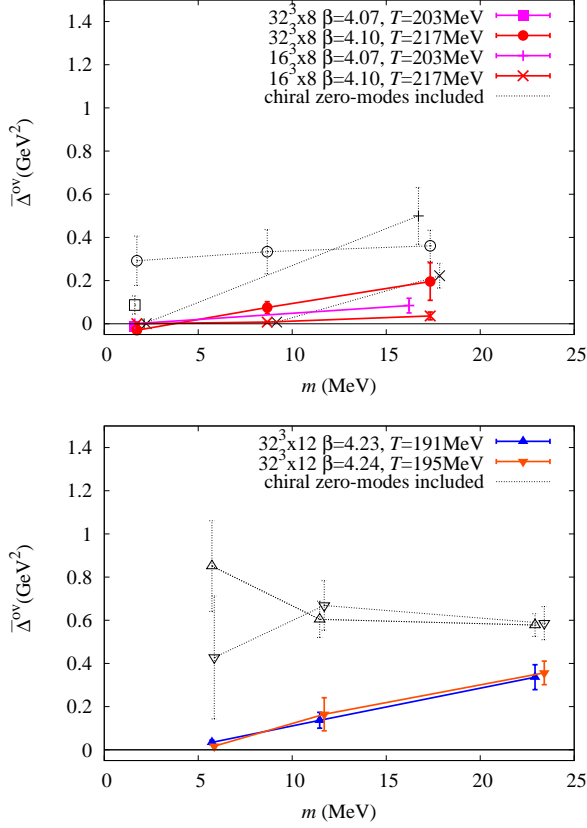 32³x8 β=4.07, T=203MeV
32³x8 β=4.10, T=217MeV
16³x8 β=4.07, T=203MeV
16³x8 β=4.10, T=217MeV
chiral zero-modes included
1.4
1.2
1
0.8
0.6
0.4
0.2
0
Δ̅ᵒᵛ(GeV²)
0 5 10 15 20 25
m (MeV)
32³x12 β=4.23, T=191MeV
32³x12 β=4.24, T=195MeV
chiral zero-modes included
1.4
1.2
1
0.8
0.6
0.4
0.2
0
Δ̅ᵒᵛ(GeV²)
0 5 10 15 20 25
m (MeV)